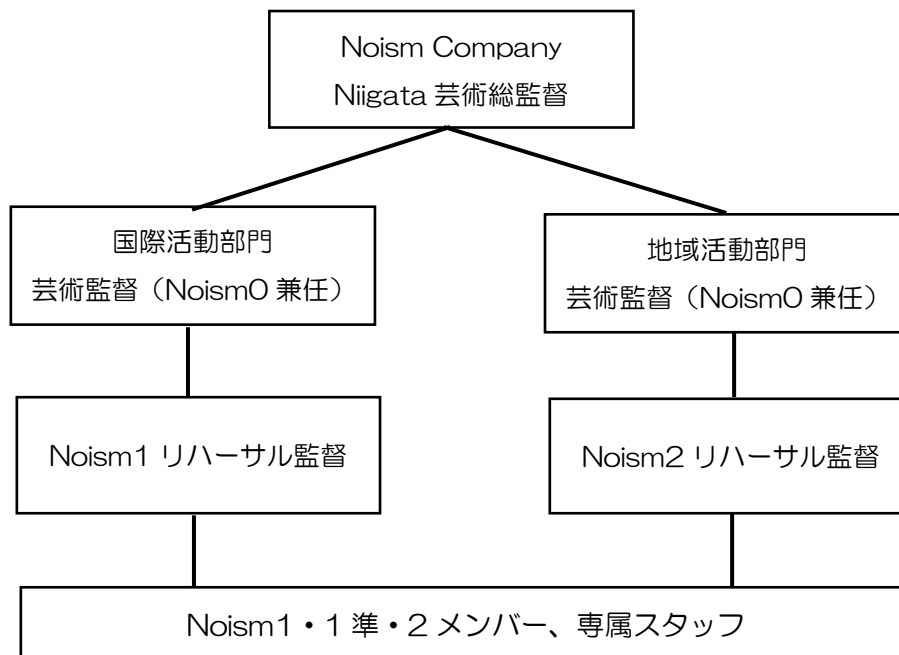 Noism Company
Niigata 芸術総監督
国際活動部門
芸術監督（Noism0 兼任）
地域活動部門
芸術監督（Noism0 兼任）
Noism1 リハーサル監督
Noism2 リハーサル監督
Noism1・1 準・2 メンバー、専属スタッフ